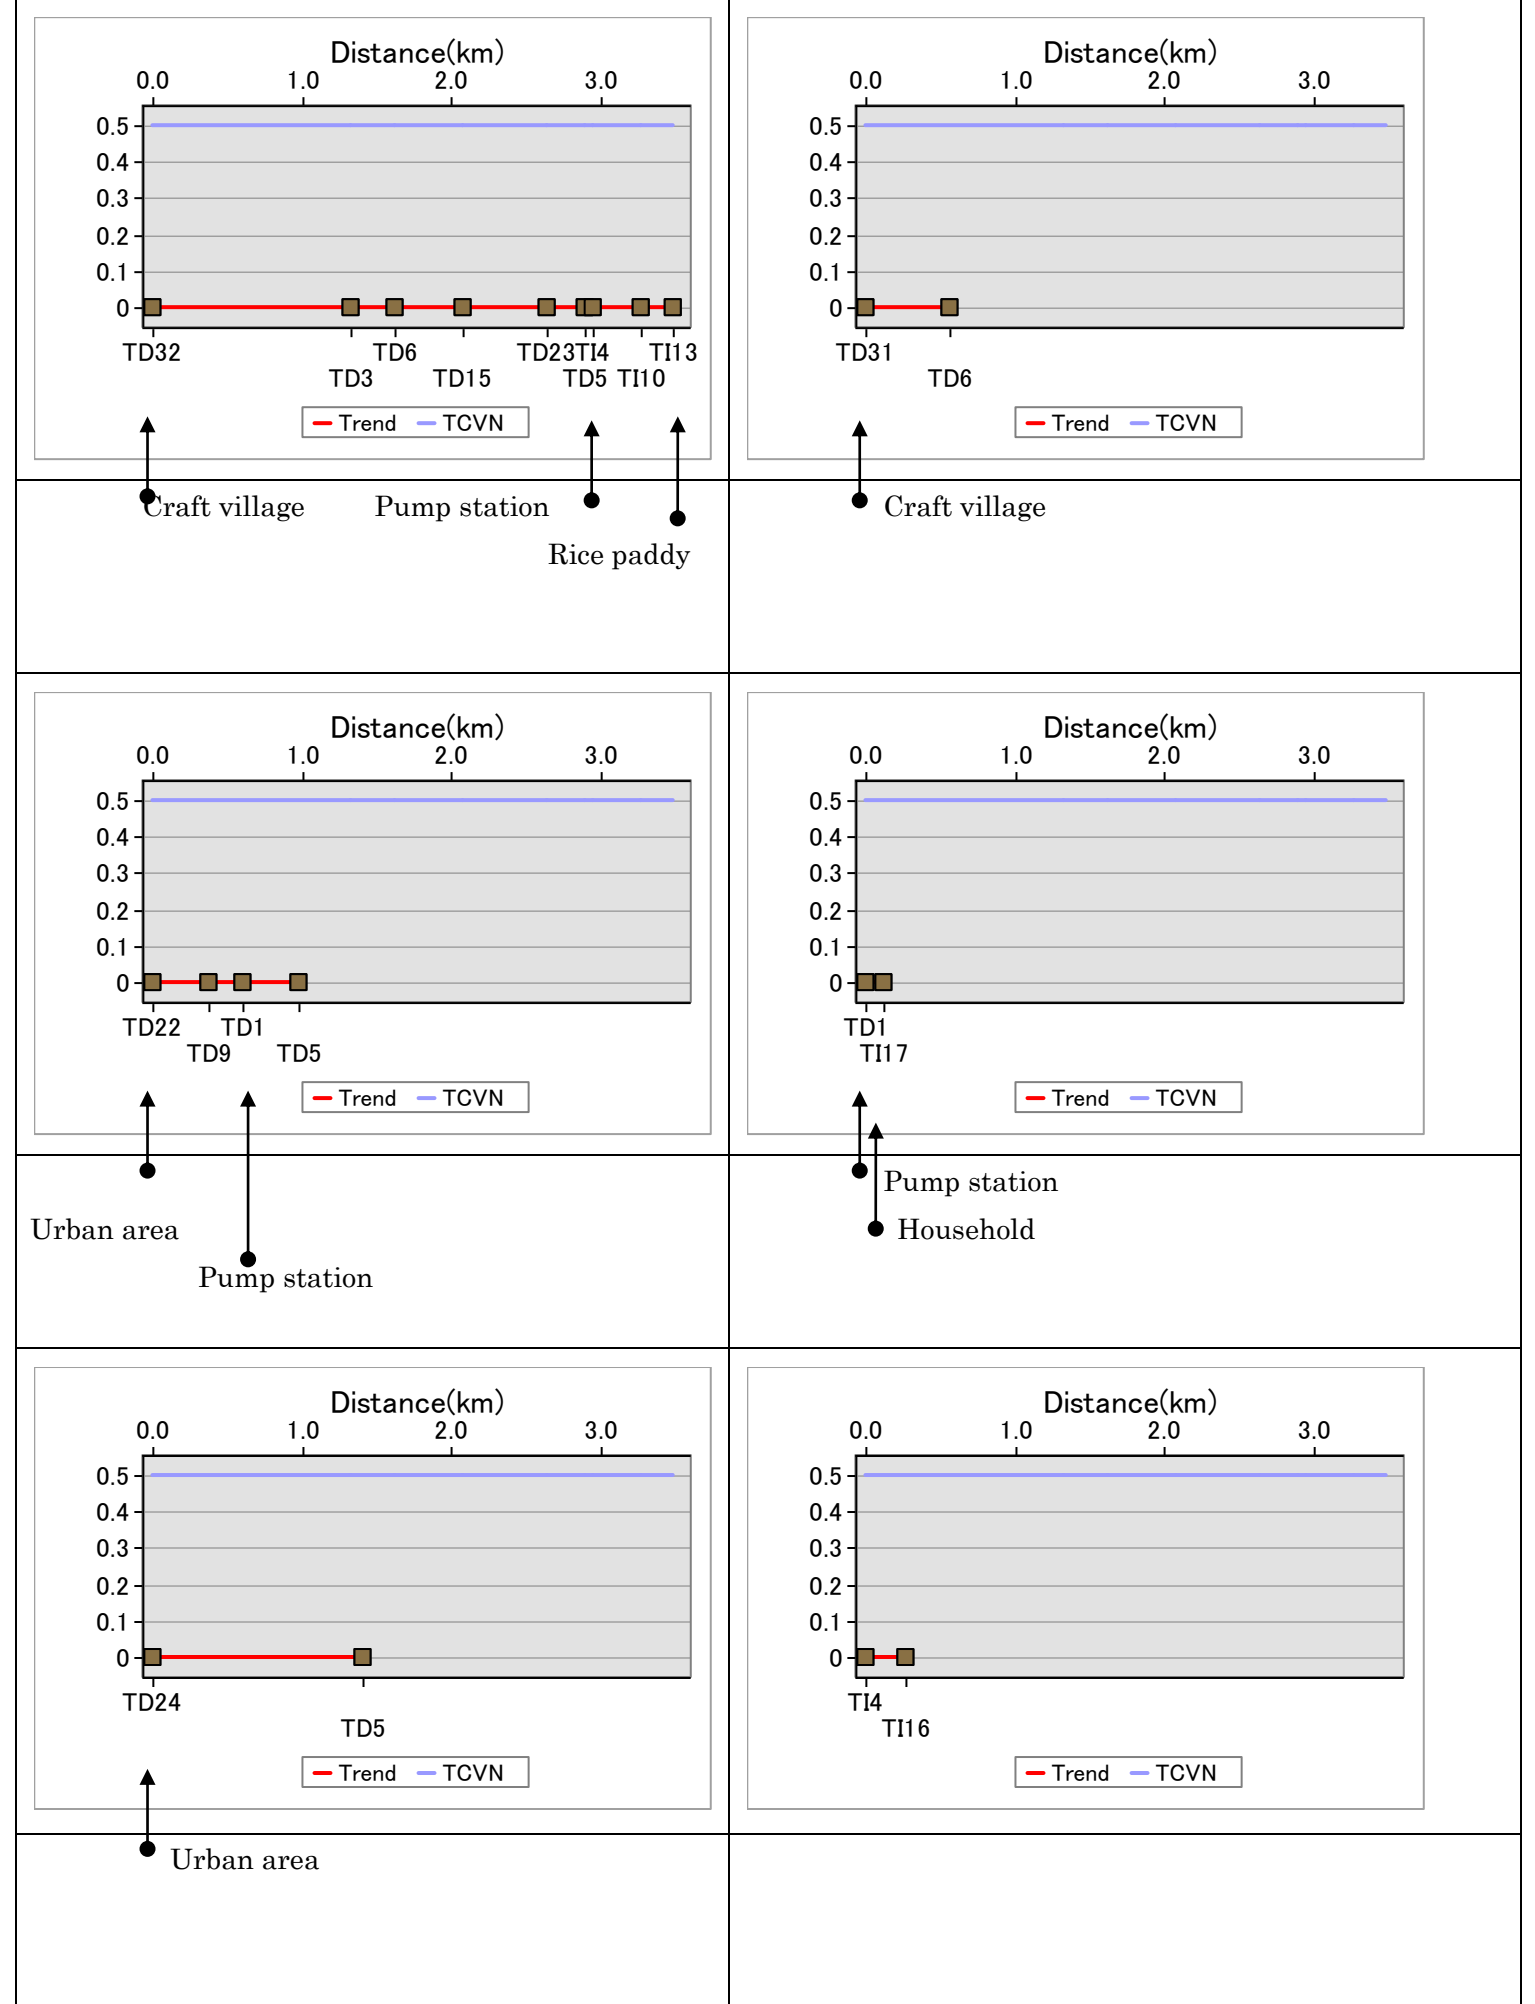 Distance(km)
0.0 1.0 2.0 3.0
0.5
0.4
0.3
0.2
0.1
0
TD32 TD6 TD23 TI4 TI13
TD3 TD15 TD5 TI10
Trend TCVN
Craft village Pump station
Rice paddy
Distance(km)
0.0 1.0 2.0 3.0
0.5
0.4
0.3
0.2
0.1
0
TD31
TD6
Trend TCVN
Craft village
Distance(km)
0.0 1.0 2.0 3.0
0.5
0.4
0.3
0.2
0.1
0
TD22 TD1
TD9 TD5
Trend TCVN
Urban area
Pump station
Distance(km)
0.0 1.0 2.0 3.0
0.5
0.4
0.3
0.2
0.1
0
TD1
TI17
Trend TCVN
Pump station
Household
Distance(km)
0.0 1.0 2.0 3.0
0.5
0.4
0.3
0.2
0.1
0
TD24
TD5
Trend TCVN
Urban area
Distance(km)
0.0 1.0 2.0 3.0
0.5
0.4
0.3
0.2
0.1
0
TI4
TI16
Trend TCVN